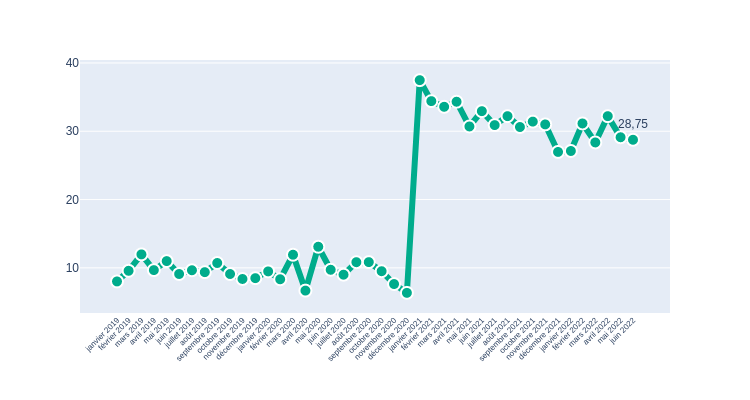 40
30
20
10
28,75
janvier 2019
février 2019
mars 2019
avril 2019
mai 2019
juin 2019
juillet 2019
août 2019
septembre 2019
octobre 2019
novembre 2019
décembre 2019
janvier 2020
février 2020
mars 2020
avril 2020
mai 2020
juin 2020
juillet 2020
août 2020
septembre 2020
octobre 2020
novembre 2020
décembre 2020
janvier 2021
février 2021
mars 2021
avril 2021
mai 2021
juin 2021
juillet 2021
août 2021
septembre 2021
octobre 2021
novembre 2021
décembre 2021
janvier 2022
février 2022
mars 2022
avril 2022
mai 2022
juin 2022